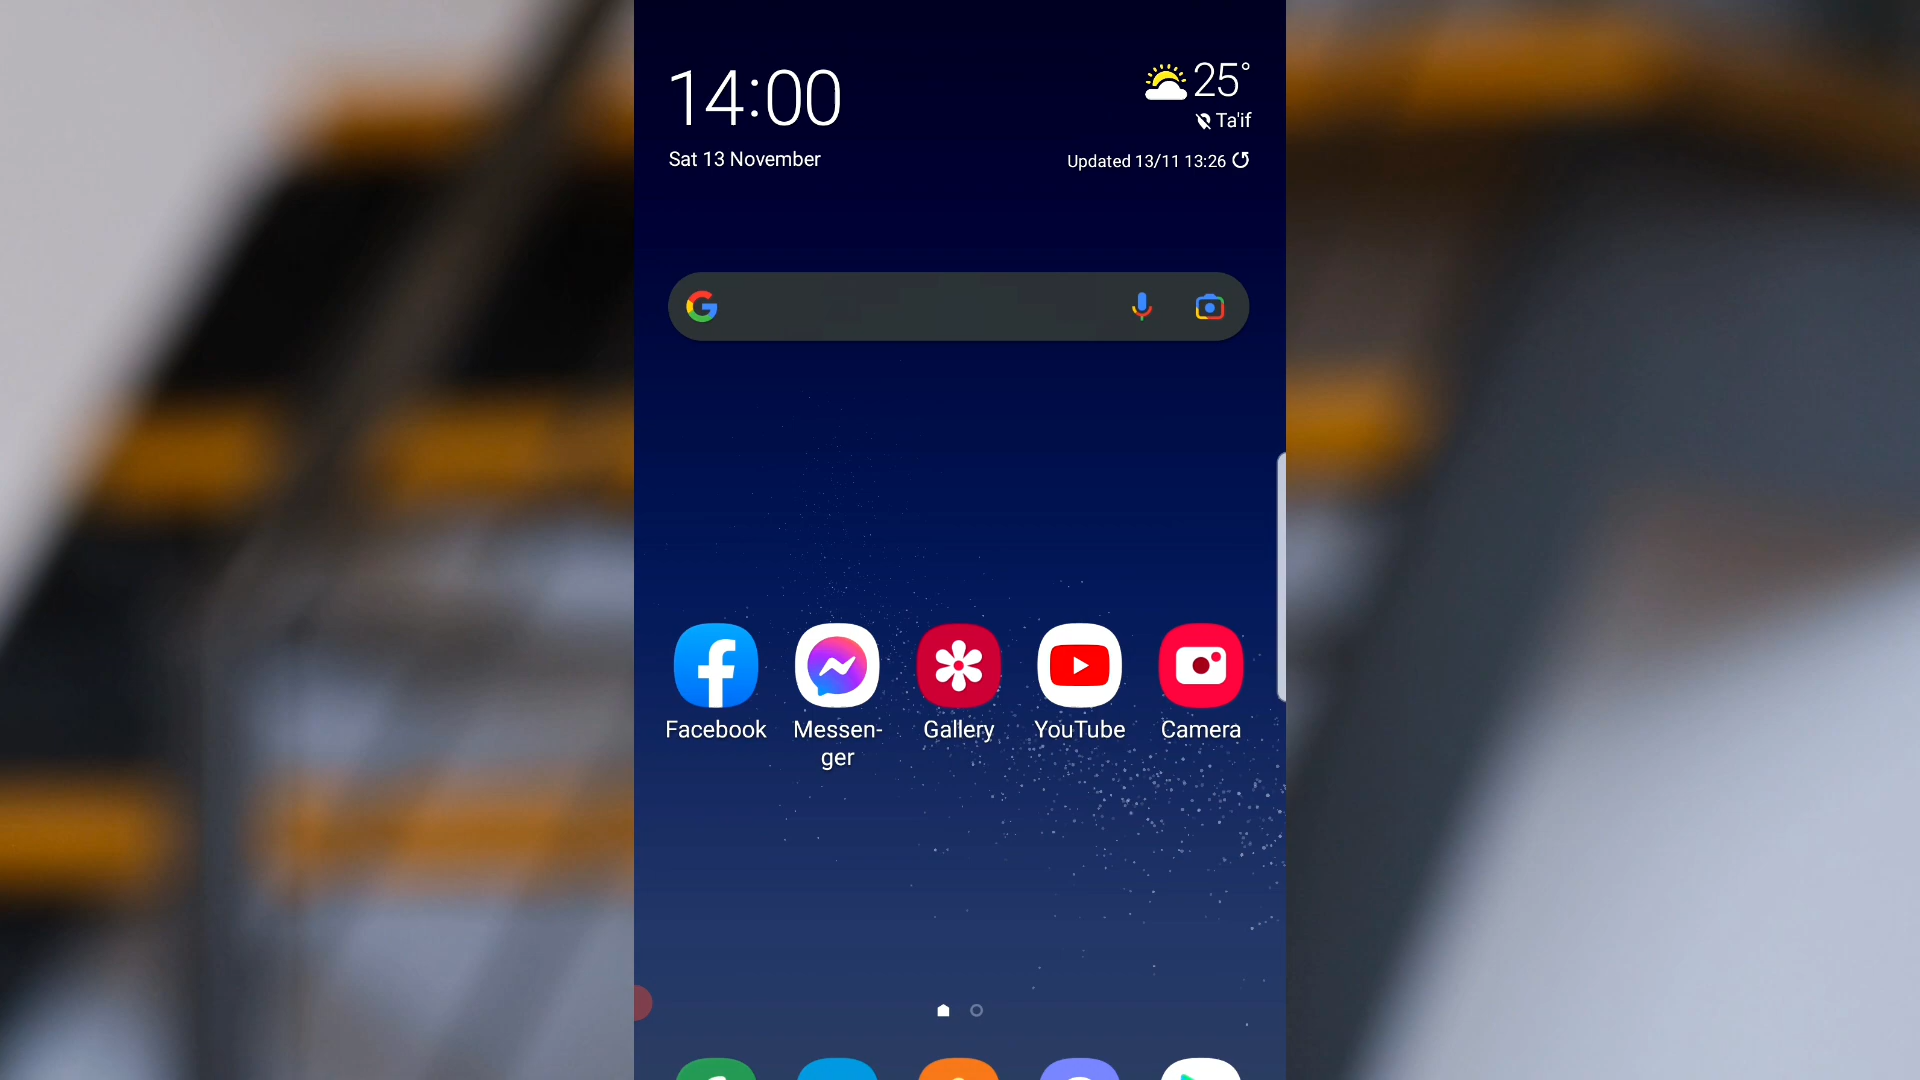 14:00
25°
Ta'if
Sat 13 November
Updated 13/11 13:26
Facebook
Messen-
ger
Gallery
YouTube
Camera